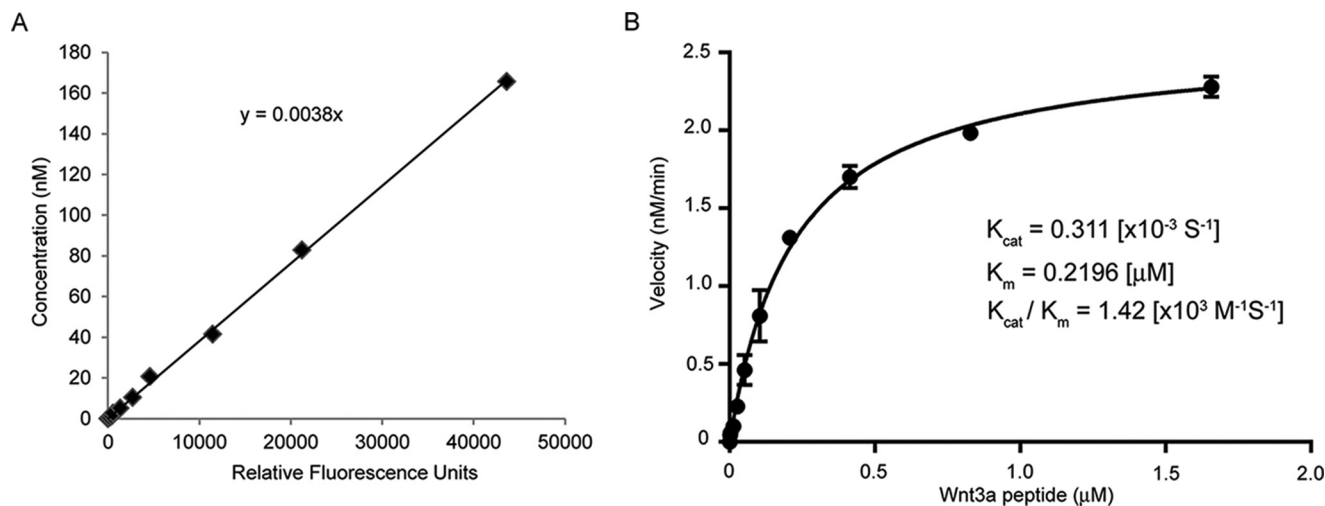 A
180
160
140
120
100
80
60
40
20
0
Concentration (nM)
y = 0.0038x
0 10000 20000 30000 40000 50000
Relative Fluorescence Units
B
2.5
2.0
1.5
1.0
0.5
0
Velocity (nM/min)
Kcat = 0.311 [x10⁻³ S⁻¹]
Km = 0.2196 [μM]
Kcat / Km = 1.42 [x10³ M⁻¹S⁻¹]
0 0.5 1.0 1.5 2.0
Wnt3a peptide (μM)